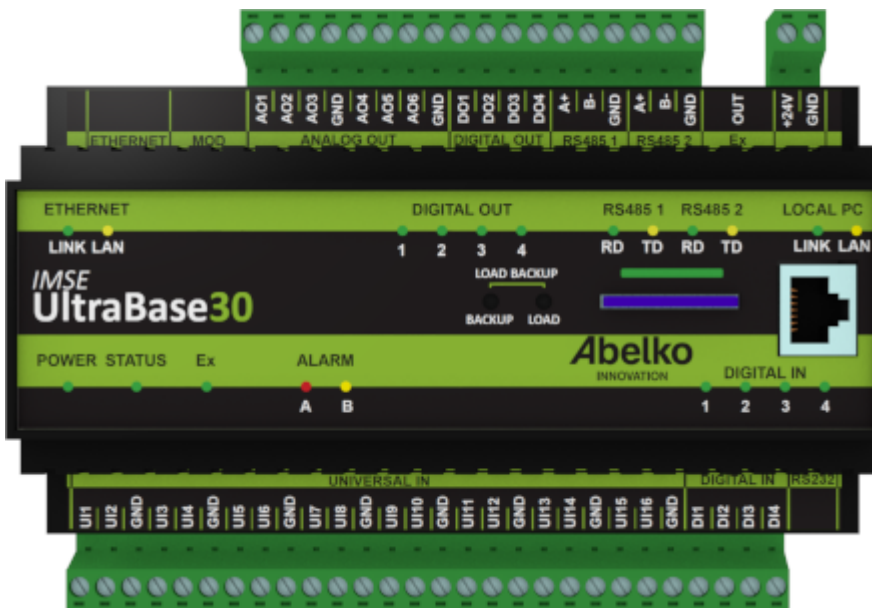 AO1 AO2 AO3 GND AO4 AO5 AO6 GND DO1 DO2 DO3 DO4 A+ B- GND A+ B- GND OUT +24V GND
ETHERNET MOD ANALOG OUT DIGITAL OUT RS485 1 RS485 2 Ex
ETHERNET DIGITAL OUT RS485 1 RS485 2 LOCAL PC
LINK LAN 1 2 3 4 RD TD RD TD LINK LAN
IMSE LOAD BACKUP
UltraBase30
BACKUP LOAD
POWER STATUS Ex ALARM Abelko
INNOVATION DIGITAL IN
A B 1 2 3 4
UNIVERSAL IN DIGITAL IN RS232
UI1 UI2 GND UI3 UI4 GND UI5 UI6 GND UI7 UI8 GND UI9 UI10 GND UI11 UI12 GND UI13 UI14 GND UI15 UI16 GND DI1 DI2 DI3 DI4